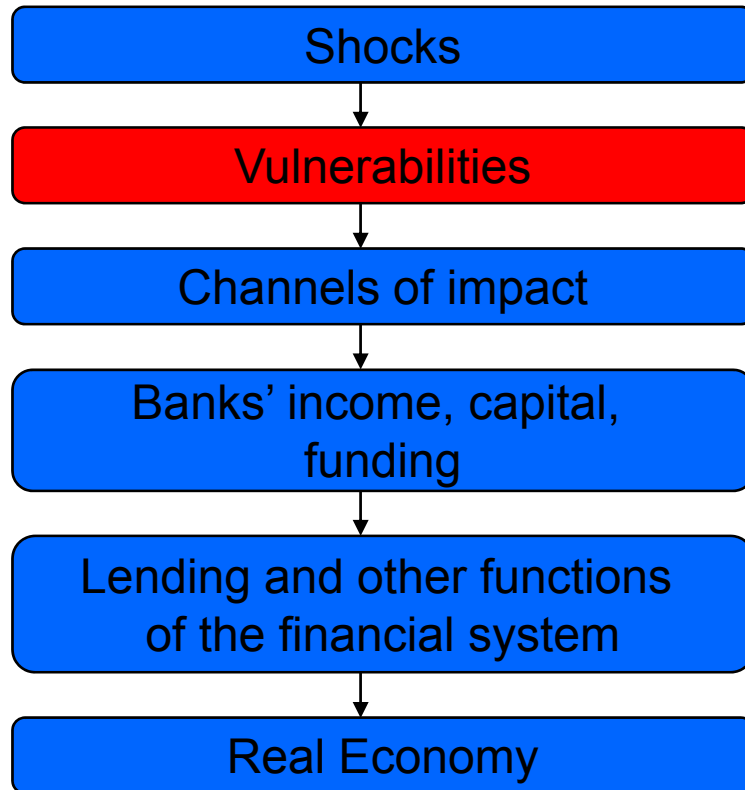 Shocks
Vulnerabilities
Channels of impact
Banks’ income, capital,
funding
Lending and other functions
of the financial system
Real Economy